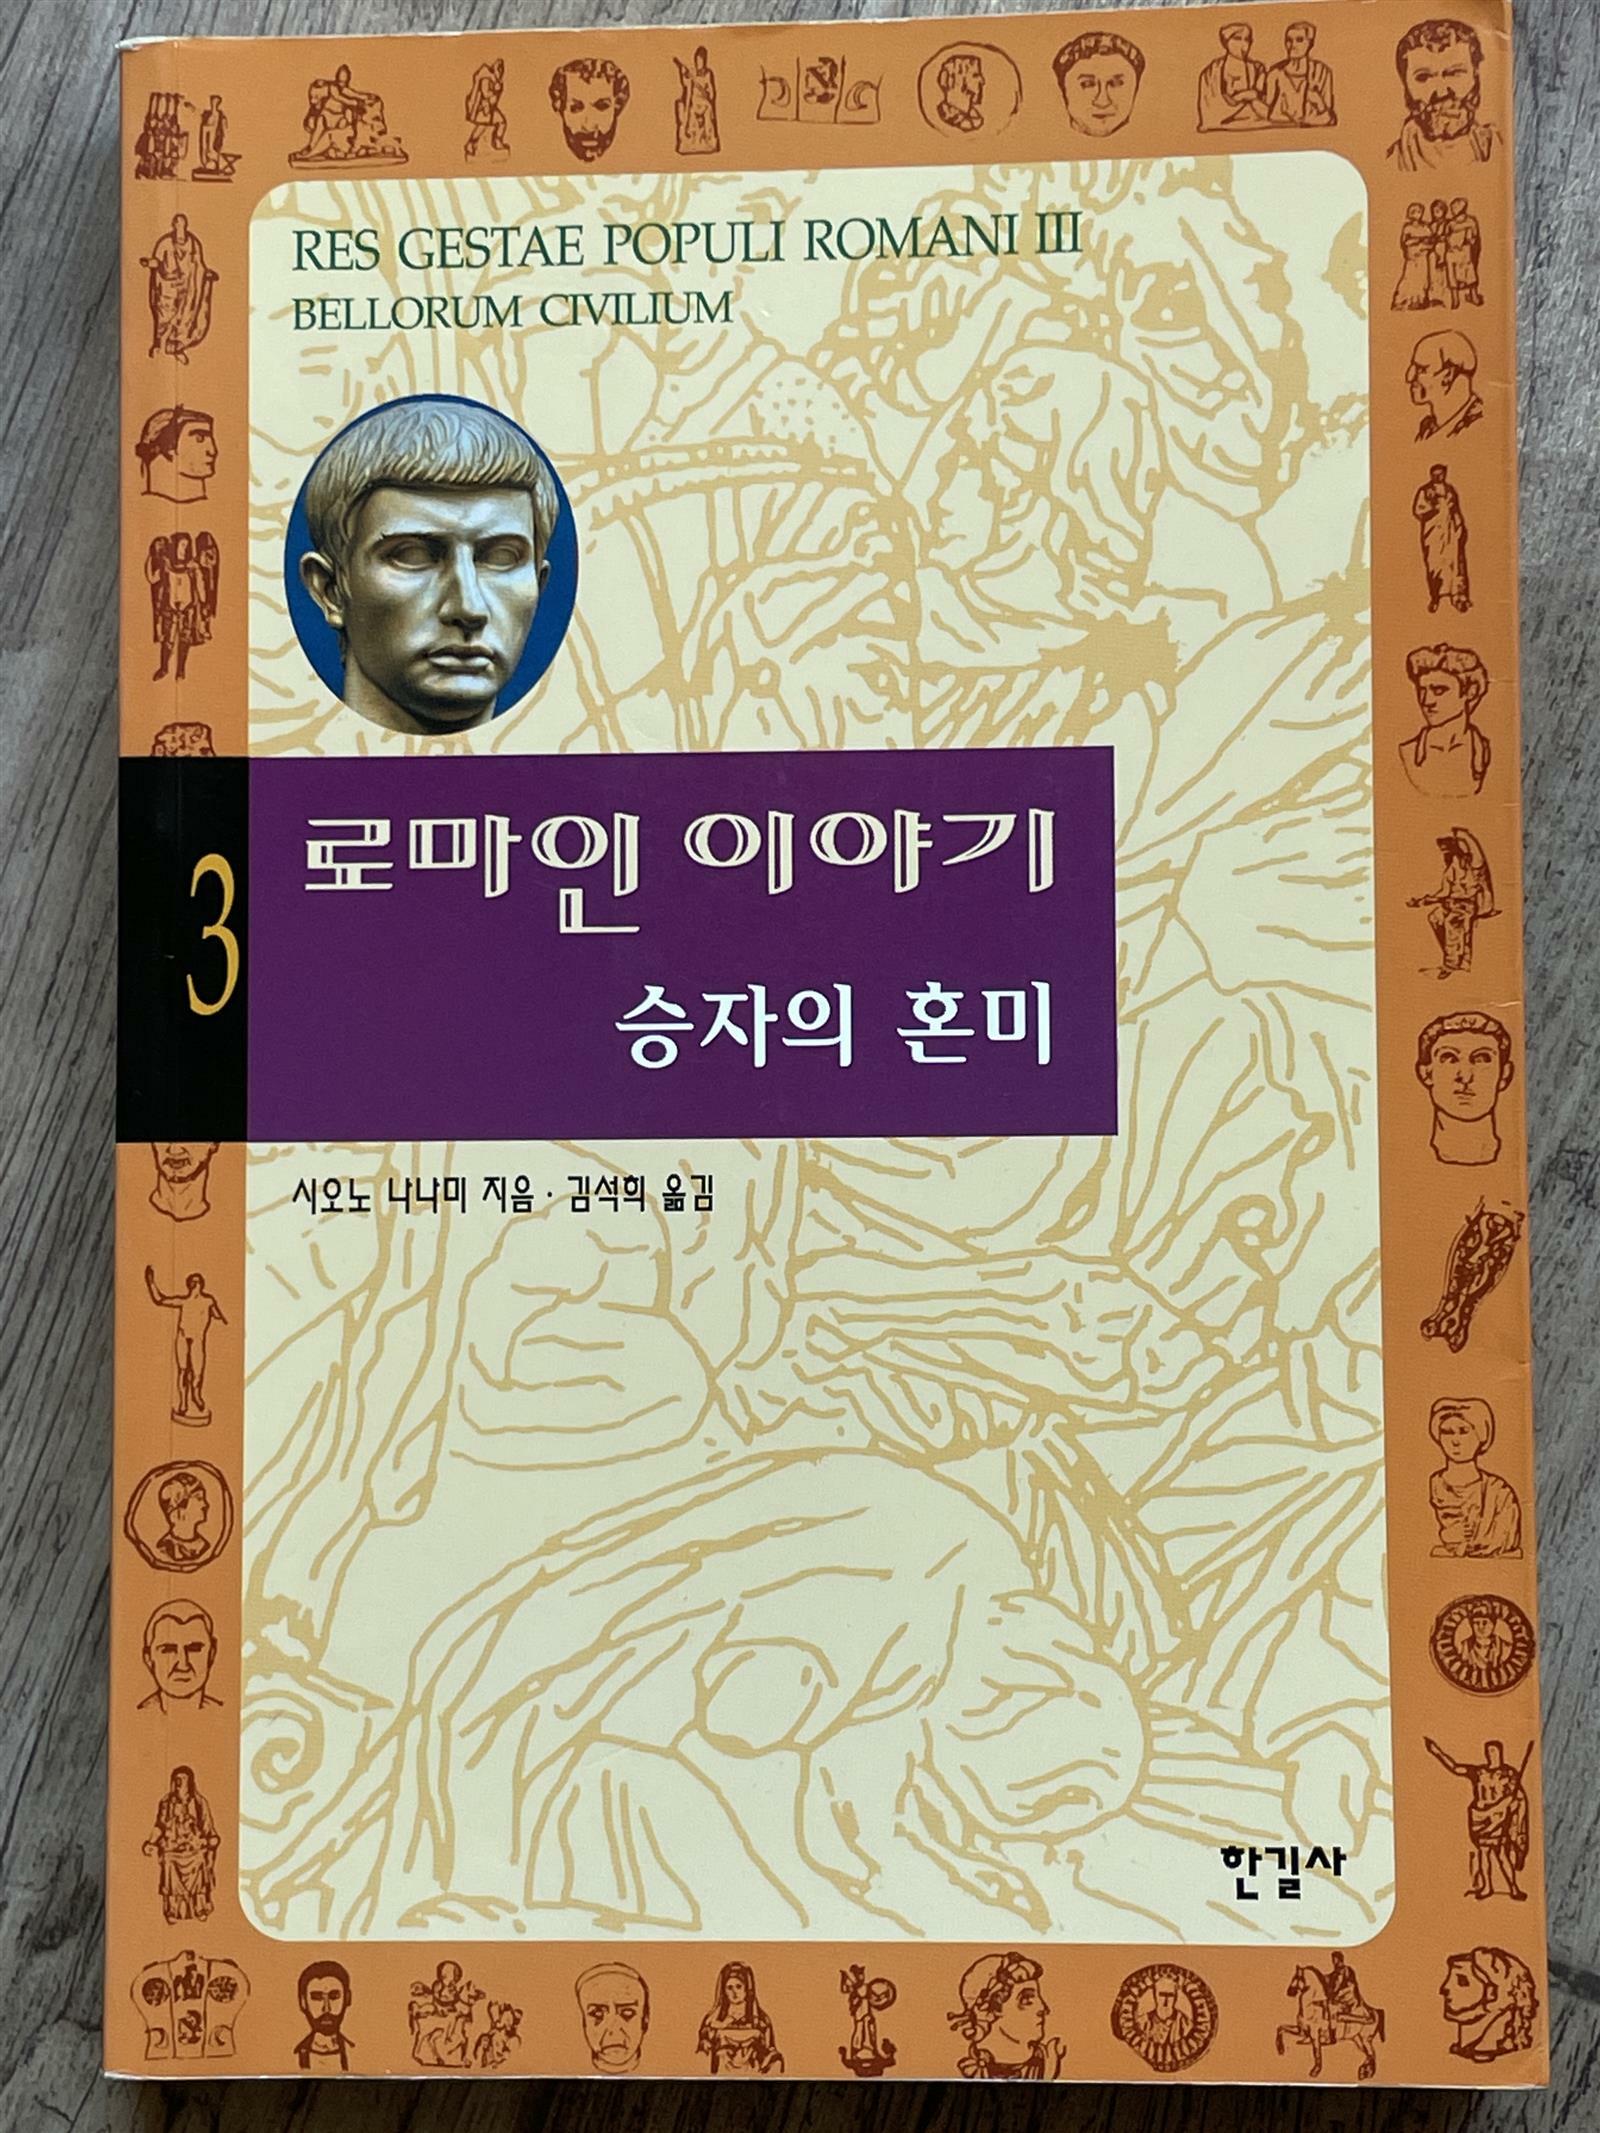 RES GESTAE POPULI ROMANI III
BELLORUM CIVILIUM
3
로마인 이야기
승자의 혼미
시오노 나나미 지음 · 김석희 옮김
한길사